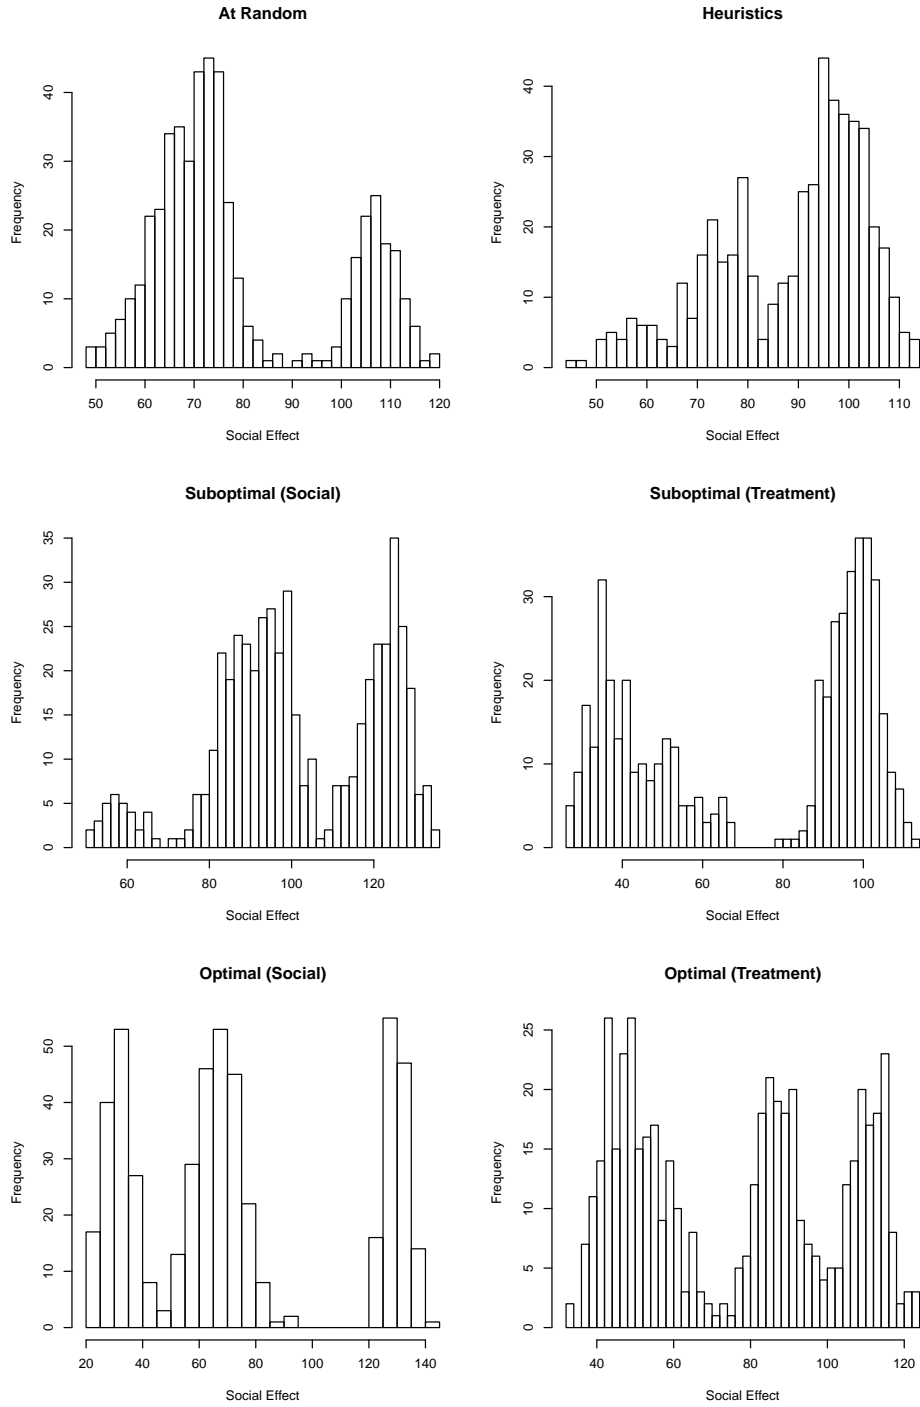 At Random
Frequency
0 10 20 30 40
50 60 70 80 90 100 110 120
Social Effect
Heuristics
Frequency
0 10 20 30 40
50 60 70 80 90 100 110
Social Effect
Suboptimal (Social)
Frequency
0 5 10 15 20 25 30 35
60 80 100 120
Social Effect
Suboptimal (Treatment)
Frequency
0 10 20 30
40 60 80 100
Social Effect
Optimal (Social)
Frequency
0 10 20 30 40 50
20 40 60 80 100 120 140
Social Effect
Optimal (Treatment)
Frequency
0 5 10 15 20 25
40 60 80 100 120
Social Effect